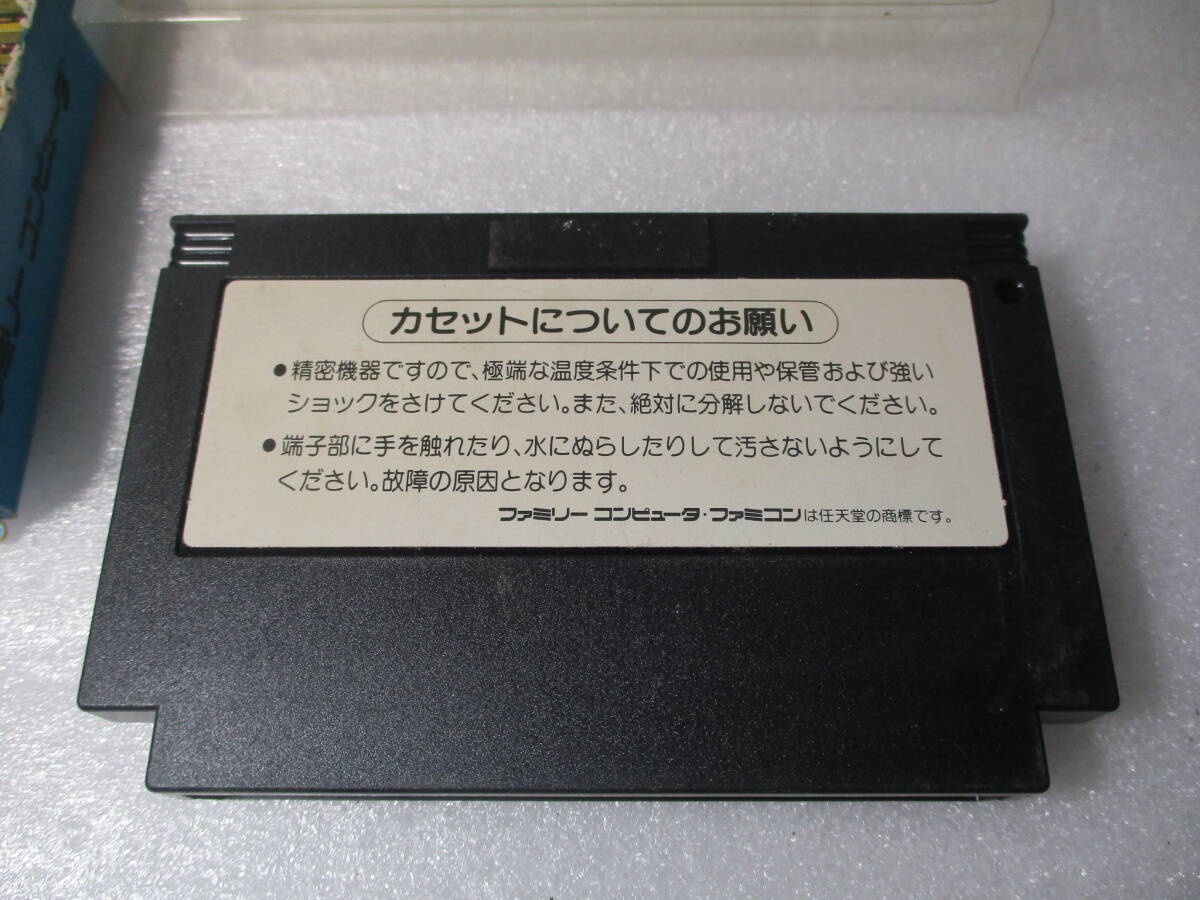 カセットについてのお願い
●精密機器ですので、極端な温度条件下での使用や保管および強い
ショックをさけてください。また、絶対に分解しないでください。
●端子部に手を触れたり、水にぬらしたりして汚さないようにして
ください。故障の原因となります。
ファミリー コンピュータ・ファミコンは任天堂の商標です。